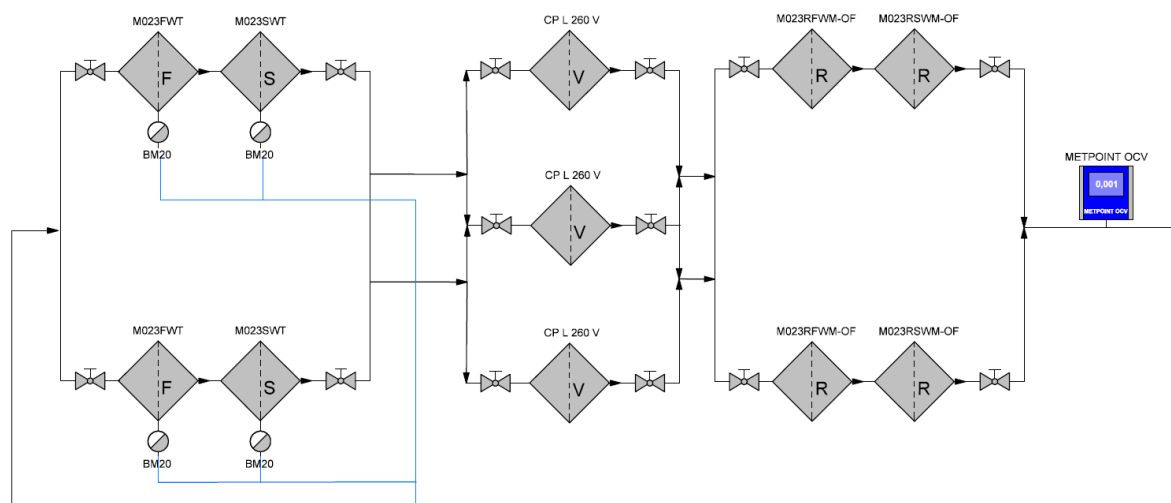 M023FWT M023SWT
F S
BM20 BM20
CP L 260 V
V
M023RFWM-OF M023RSWM-OF
R R
CP L 260 V
V
METPOINT OCV
0,001
METPOINT OCV
M023FWT M023SWT
F S
BM20 BM20
CP L 260 V
V
M023RFWM-OF M023RSWM-OF
R R